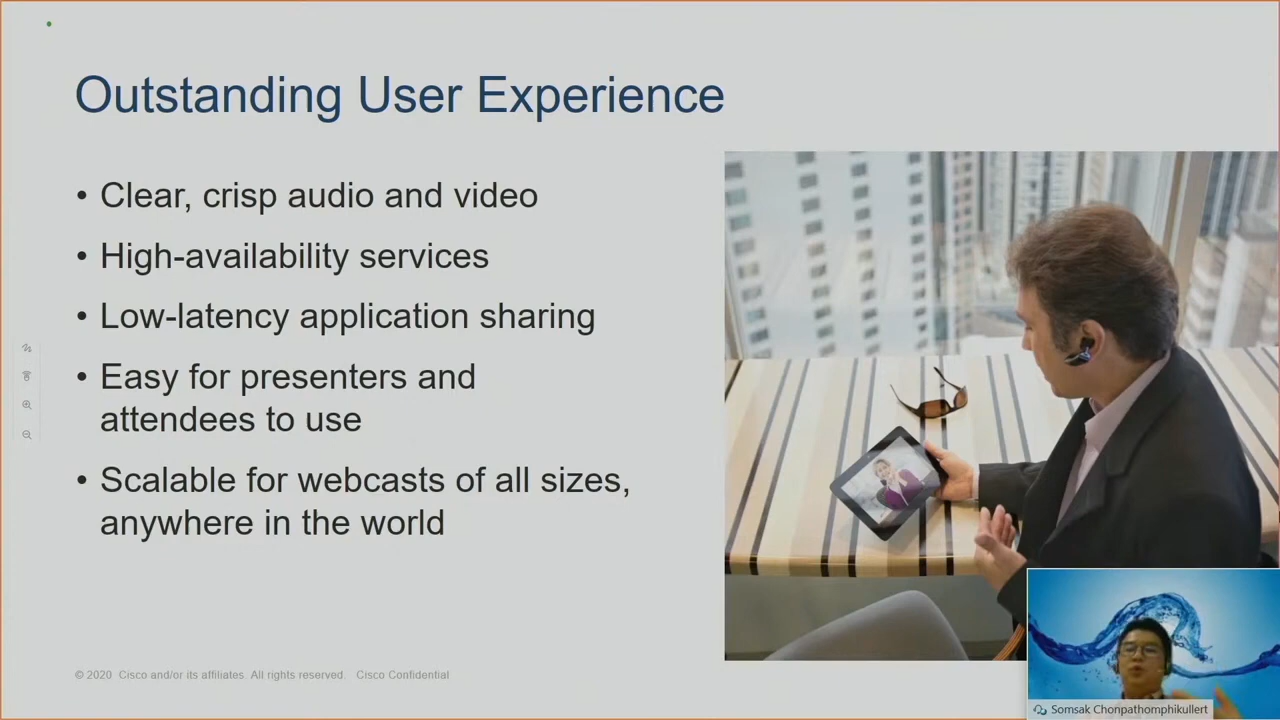 Outstanding User Experience
• Clear, crisp audio and video
• High-availability services
• Low-latency application sharing
• Easy for presenters and
attendees to use
• Scalable for webcasts of all sizes,
anywhere in the world
© 2020 Cisco and/or its affiliates. All rights reserved. Cisco Confidential
Somsak Chonpathomphikullert